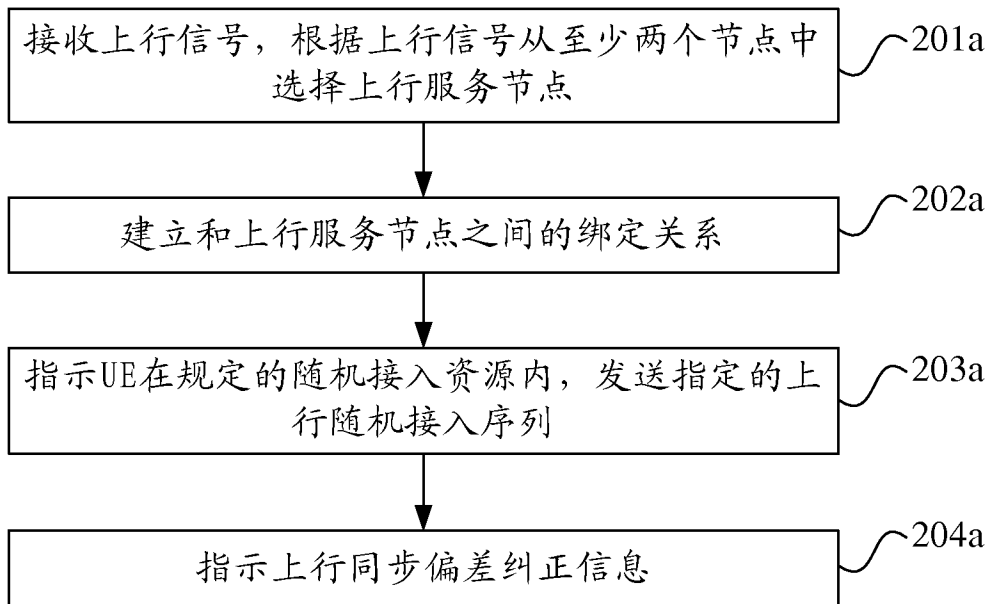 接收上行信号，根据上行信号从至少两个节点中
选择上行服务节点
201a
建立和上行服务节点之间的绑定关系
202a
指示UE在规定的随机接入资源内，发送指定的上
行随机接入序列
203a
指示上行同步偏差纠正信息
204a